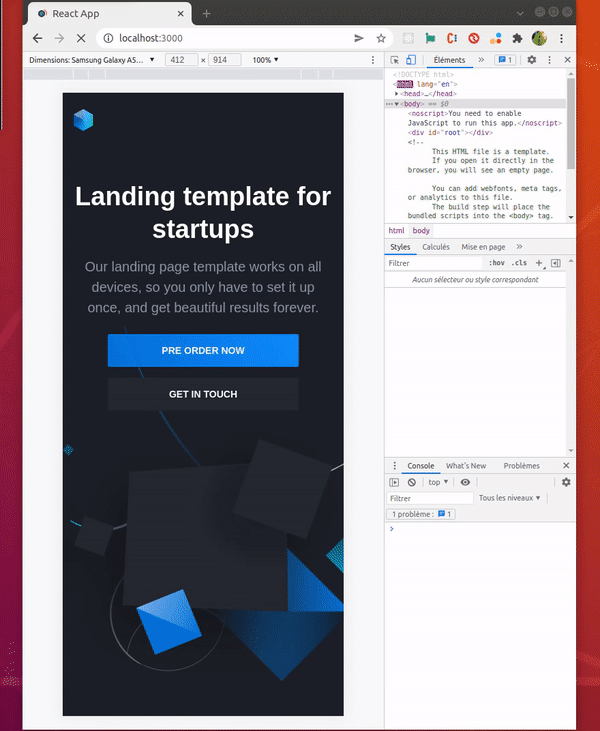 React App
localhost:3000
Dimensions: Samsung Galaxy A5...
412 × 914 100%
Éléments
1
<!DOCTYPE html>
<html lang="en">
<head>…</head>
<body> == $0
<noscript>You need to enable
JavaScript to run this app.</noscript>
<div id="root"></div>
<!--
This HTML file is a template.
If you open it directly in the
browser, you will see an empty page.
You can add webfonts, meta tags,
or analytics to this file.
The build step will place the
bundled scripts into the <body> tag.
html body
Styles Calculés Mise en page
Filtrer :hov .cls
Aucun sélecteur ou style correspondant
Landing template for
startups
Our landing page template works on all
devices, so you only have to set it up
once, and get beautiful results forever.
PRE ORDER NOW
GET IN TOUCH
Console What's New Problèmes
top
Filtrer Tous les niveaux
1 problème : 1